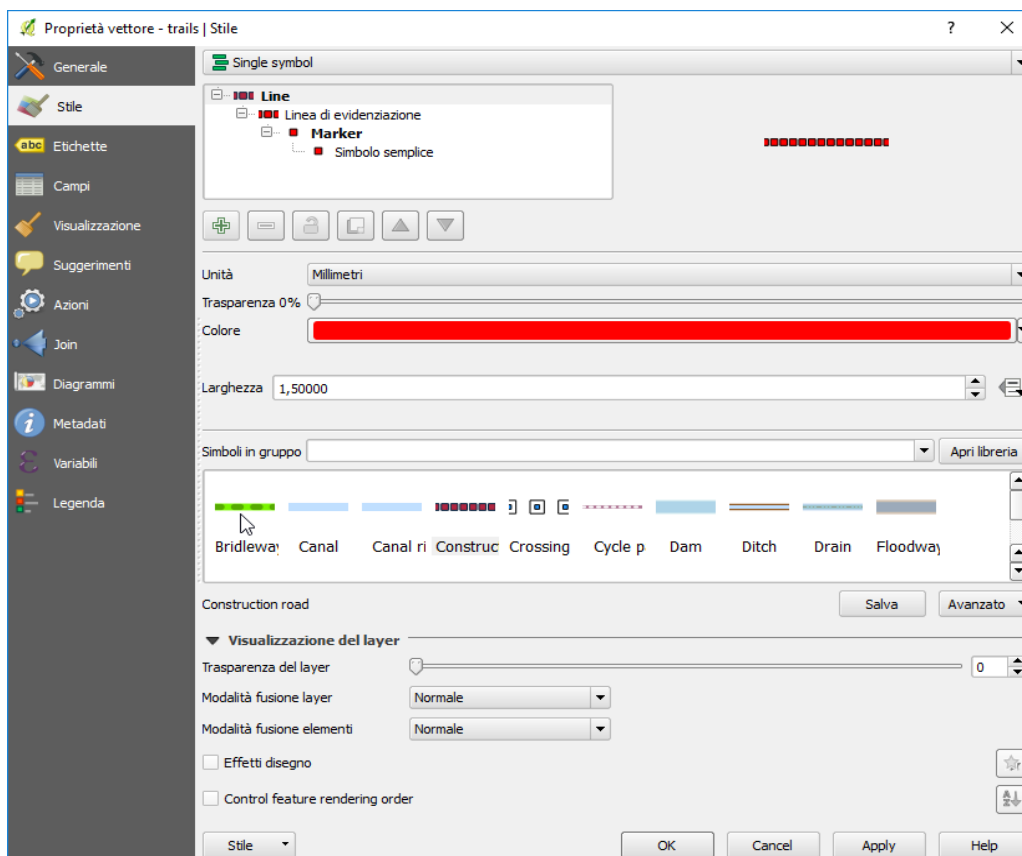 Proprietà vettore - trails | Stile
?
Generale
Stile
abc Etichette
Campi
Visualizzazione
Suggerimenti
Azioni
Join
Diagrammi
Metadati
Variabili
Legenda
Single symbol
Line
Linea di evidenziazione
Marker
Simbolo semplice
Unità Millimetri
Trasparenza 0%
Colore
Larghezza 1,50000
Simboli in gruppo Apri libreria
Bridleway Canal Canal ri Construc Crossing Cycle p Dam Ditch Drain Floodway
Construction road Salva Avanzato
Visualizzazione del layer
Trasparenza del layer 0
Modalità fusione layer Normale
Modalità fusione elementi Normale
Effetti disegno
Control feature rendering order
Stile OK Cancel Apply Help